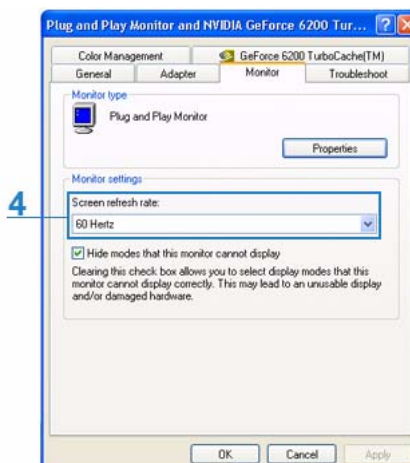 Plug and Play Monitor and NVIDIA GeForce 6200 Tur...
Color Management
GeForce 6200 TurboCache(TM)
General
Adapter
Monitor
Troubleshoot
Monitor type
Plug and Play Monitor
Properties
Monitor settings
4
Screen refresh rate:
60 Hertz
Hide modes that this monitor cannot display
Clearing this check box allows you to select display modes that this
monitor cannot display correctly. This may lead to an unusable display
and/or damaged hardware.
OK
Cancel
Apply